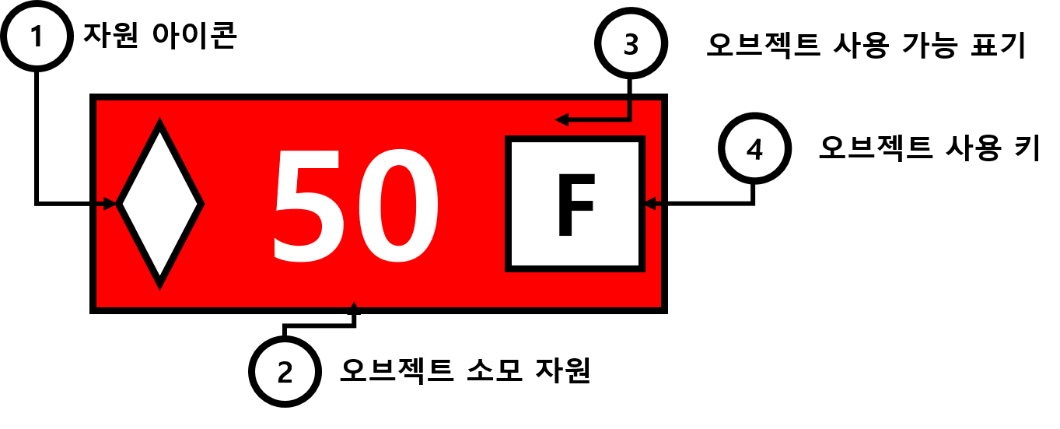 1 자원 아이콘
3 오브젝트 사용 가능 표기
4 오브젝트 사용 키
50 F
2 오브젝트 소모 자원